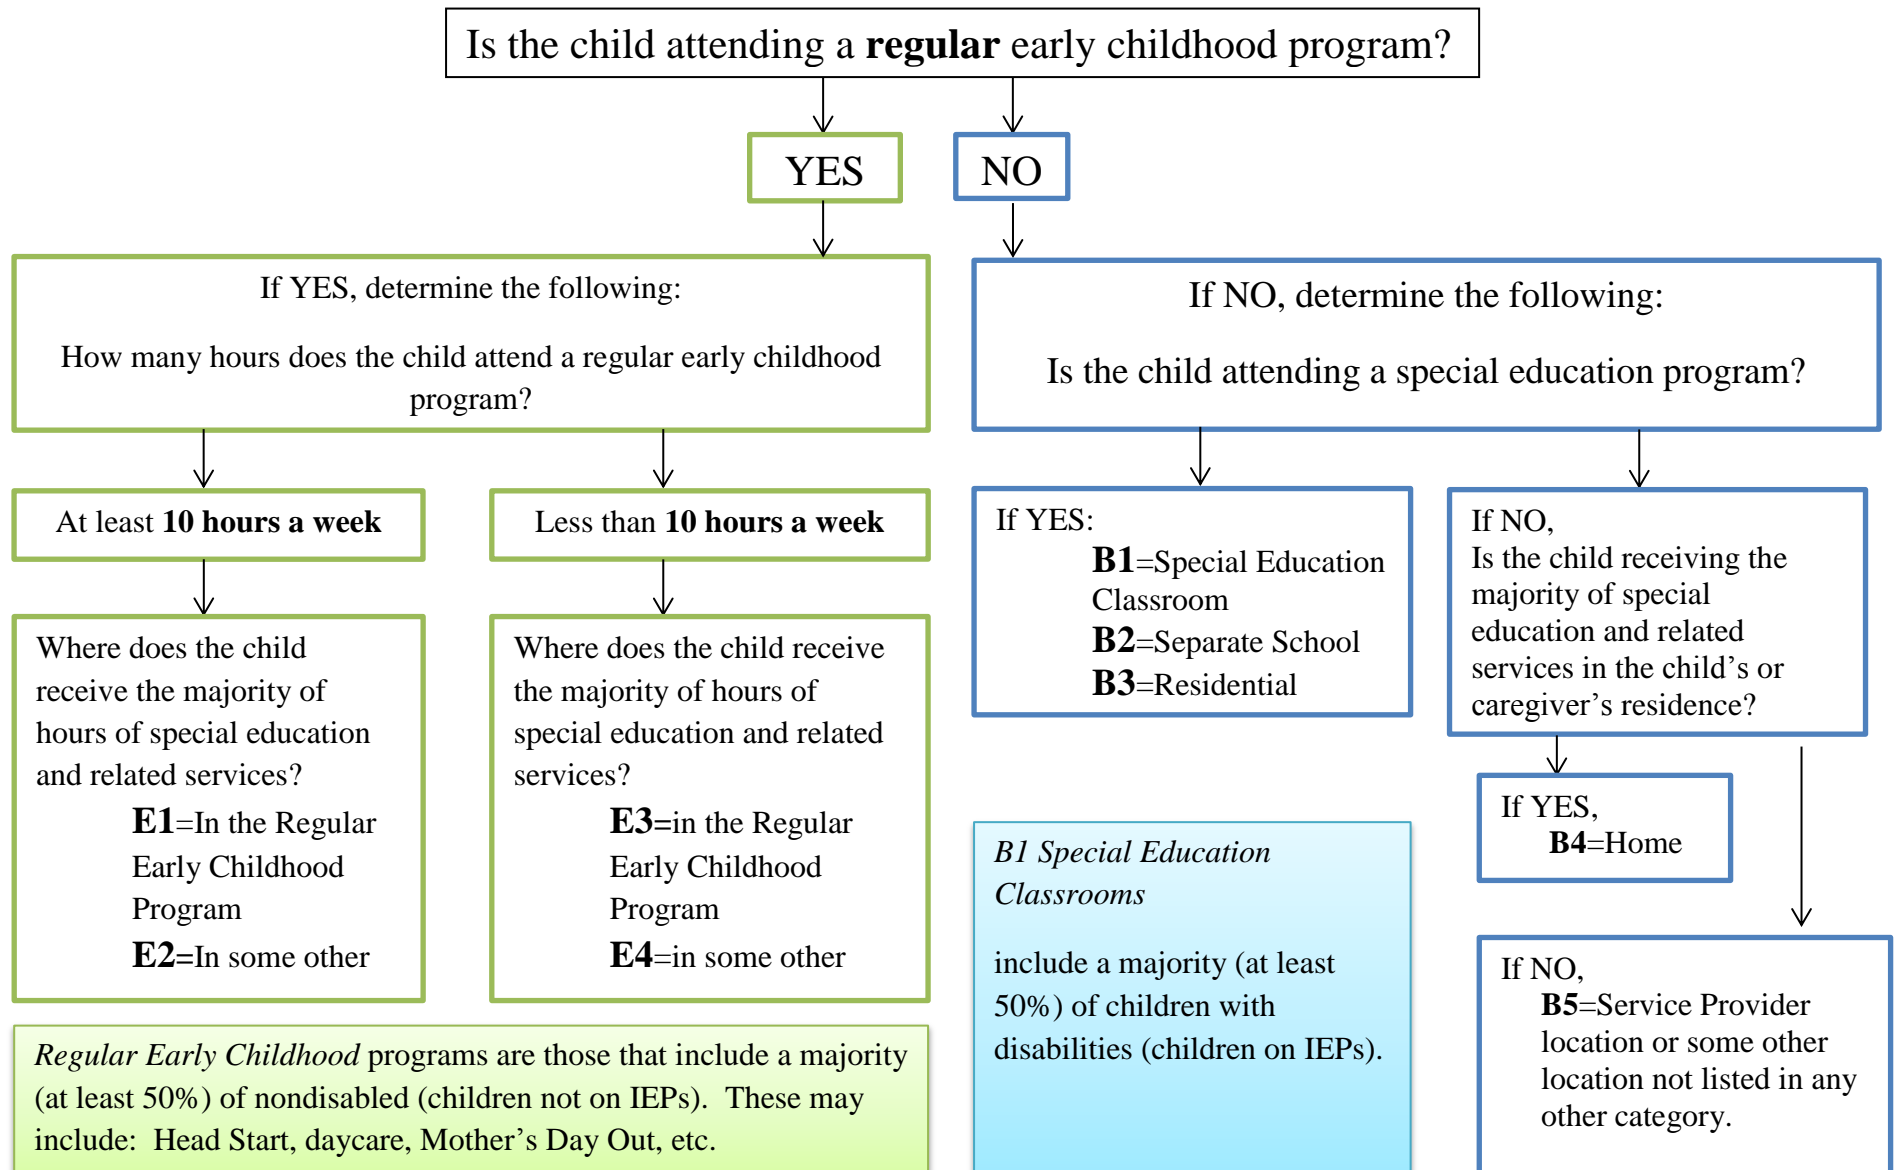 Is the child attending a regular early childhood program?
YES
NO
If YES, determine the following:
How many hours does the child attend a regular early childhood
program?
If NO, determine the following:
Is the child attending a special education program?
At least 10 hours a week
Less than 10 hours a week
Where does the child
receive the majority of
hours of special education
and related services?
E1=In the Regular
Early Childhood
Program
E2=In some other
Where does the child receive
the majority of hours of
special education and related
services?
E3=in the Regular
Early Childhood
Program
E4=in some other
If YES:
B1=Special Education
Classroom
B2=Separate School
B3=Residential
If NO,
Is the child receiving the
majority of special
education and related
services in the child’s or
caregiver’s residence?
If YES,
B4=Home
If NO,
B5=Service Provider
location or some other
location not listed in any
other category.
B1 Special Education
Classrooms
include a majority (at least
50%) of children with
disabilities (children on IEPs).
Regular Early Childhood programs are those that include a majority
(at least 50%) of nondisabled (children not on IEPs).  These may
include:  Head Start, daycare, Mother’s Day Out, etc.